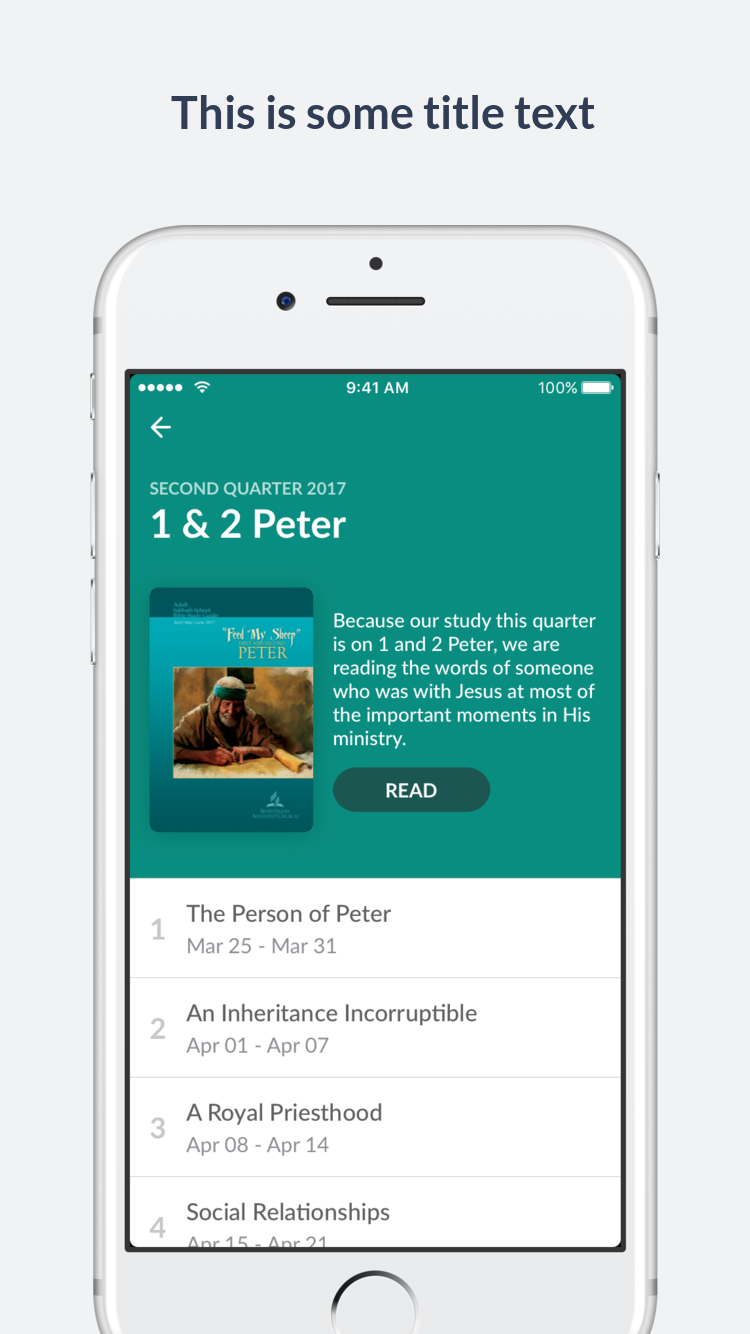 This is some title text
9:41 AM
100%
SECOND QUARTER 2017
1 & 2 Peter
Adult
Sabbath School
Bible Study Guide
April | May | June 2017
"Feed My Sheep"
PETER
Seventh-day
Adventist Church
Because our study this quarter
is on 1 and 2 Peter, we are
reading the words of someone
who was with Jesus at most of
the important moments in His
ministry.
READ
1
The Person of Peter
Mar 25 - Mar 31
2
An Inheritance Incorruptible
Apr 01 - Apr 07
3
A Royal Priesthood
Apr 08 - Apr 14
4
Social Relationships
Apr 15 - Apr 21